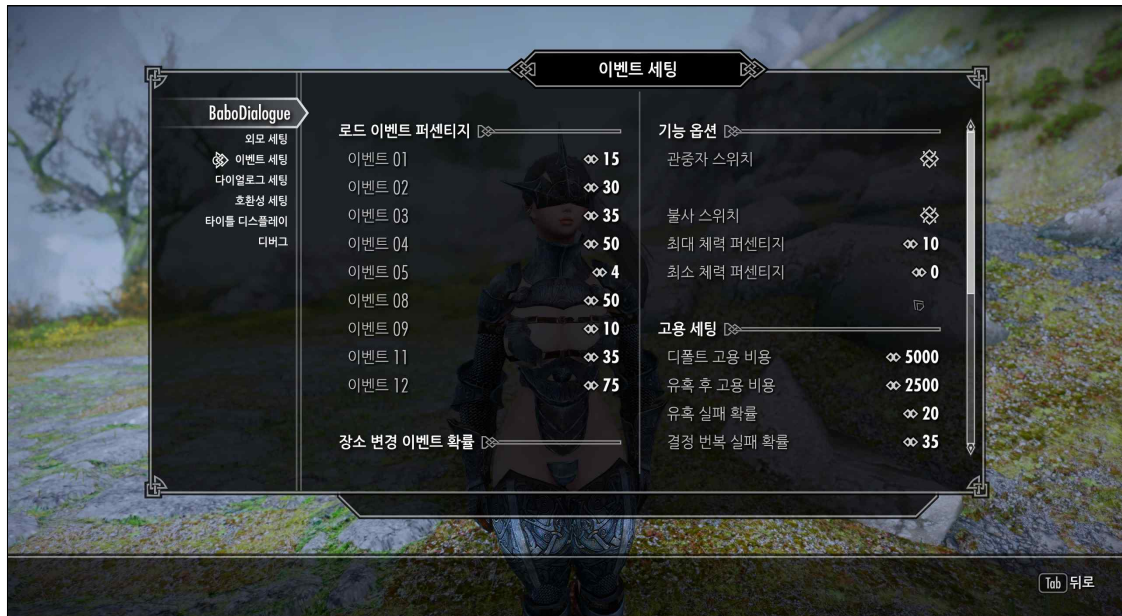 이벤트 세팅
BaboDialogue
외모 세팅
이벤트 세팅
다이얼로그 세팅
호환성 세팅
타이틀 디스플레이
디버그
로드 이벤트 퍼센티지
이벤트 01 15
이벤트 02 30
이벤트 03 35
이벤트 04 50
이벤트 05 4
이벤트 08 50
이벤트 09 10
이벤트 11 35
이벤트 12 75
장소 변경 이벤트 확률
기능 옵션
관중자 스위치
불사 스위치
최대 체력 퍼센티지 10
최소 체력 퍼센티지 0
고용 세팅
디폴트 고용 비용 5000
유혹 후 고용 비용 2500
유혹 실패 확률 20
결정 번복 실패 확률 35
Tab 뒤로